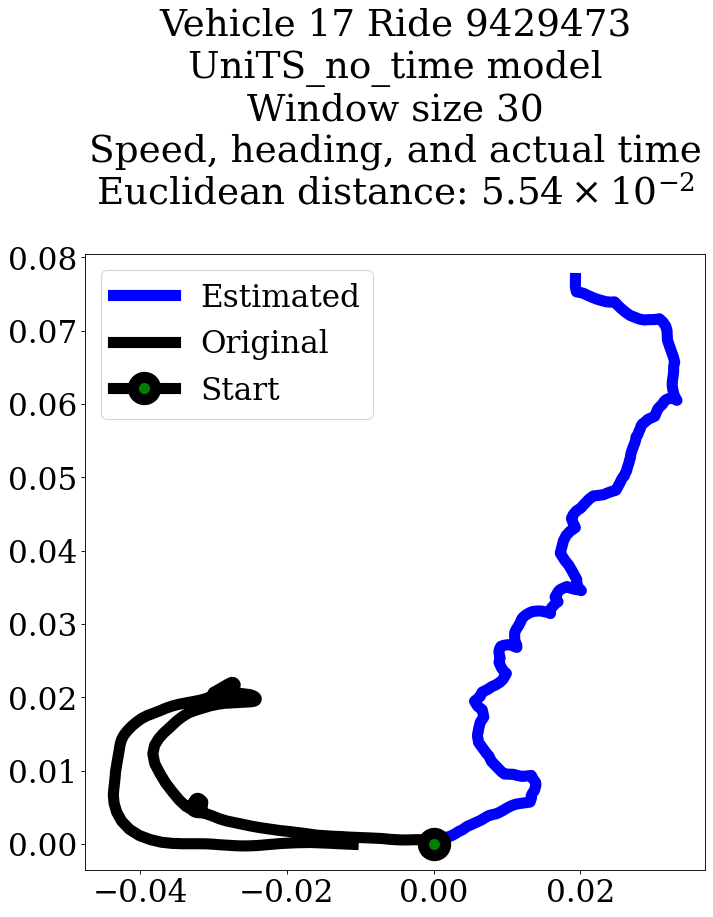 Vehicle 17 Ride 9429473
UniTS_no_time model
Window size 30
Speed, heading, and actual time
Euclidean distance: 5.54 × 10⁻²
0.08
0.07
0.06
0.05
0.04
0.03
0.02
0.01
0.00
Estimated
Original
Start
−0.04
−0.02
0.00
0.02